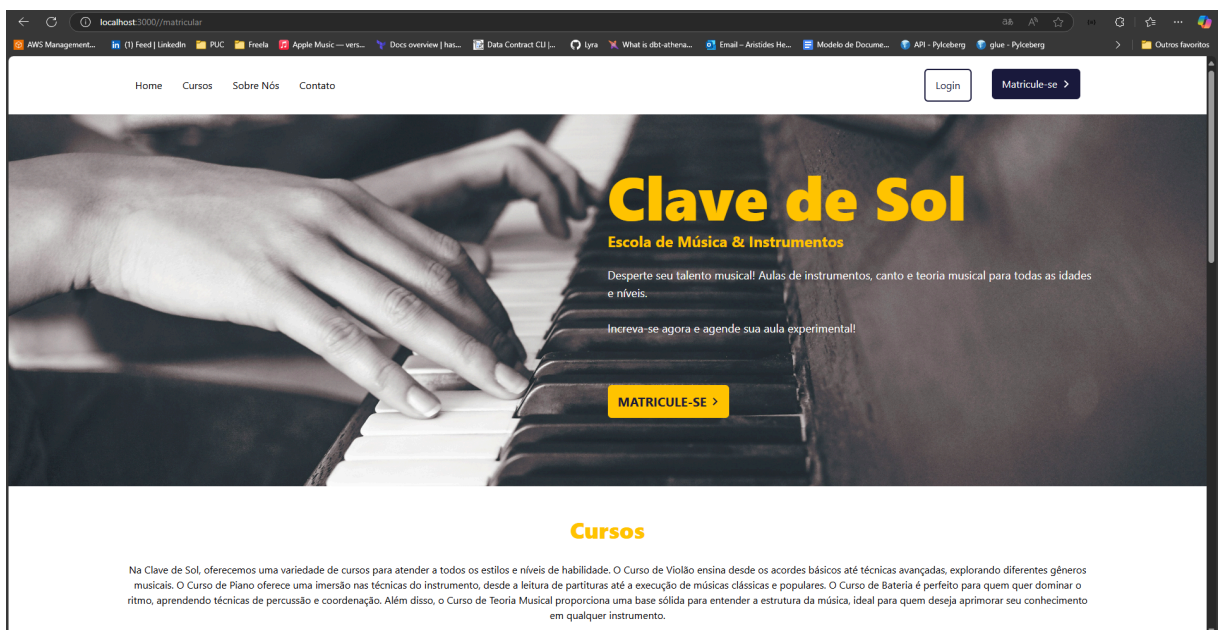 localhost:3000//matricular
AWS Management... (1) Feed | LinkedIn PUC Freela Apple Music — vers... Docs overview | has... Data Contract CLI |... Lyra What is dbt-athena... Email – Aristides He... Modelo de Docume... API - PyIceberg glue - PyIceberg Outros favoritos
Home Cursos Sobre Nós Contato Login Matricule-se
Clave de Sol
Escola de Música & Instrumentos
Desperte seu talento musical! Aulas de instrumentos, canto e teoria musical para todas as idades
e níveis.
Increva-se agora e agende sua aula experimental!
MATRICULE-SE
Cursos
Na Clave de Sol, oferecemos uma variedade de cursos para atender a todos os estilos e níveis de habilidade. O Curso de Violão ensina desde os acordes básicos até técnicas avançadas, explorando diferentes gêneros
musicais. O Curso de Piano oferece uma imersão nas técnicas do instrumento, desde a leitura de partituras até a execução de músicas clássicas e populares. O Curso de Bateria é perfeito para quem quer dominar o
ritmo, aprendendo técnicas de percussão e coordenação. Além disso, o Curso de Teoria Musical proporciona uma base sólida para entender a estrutura da música, ideal para quem deseja aprimorar seu conhecimento
em qualquer instrumento.